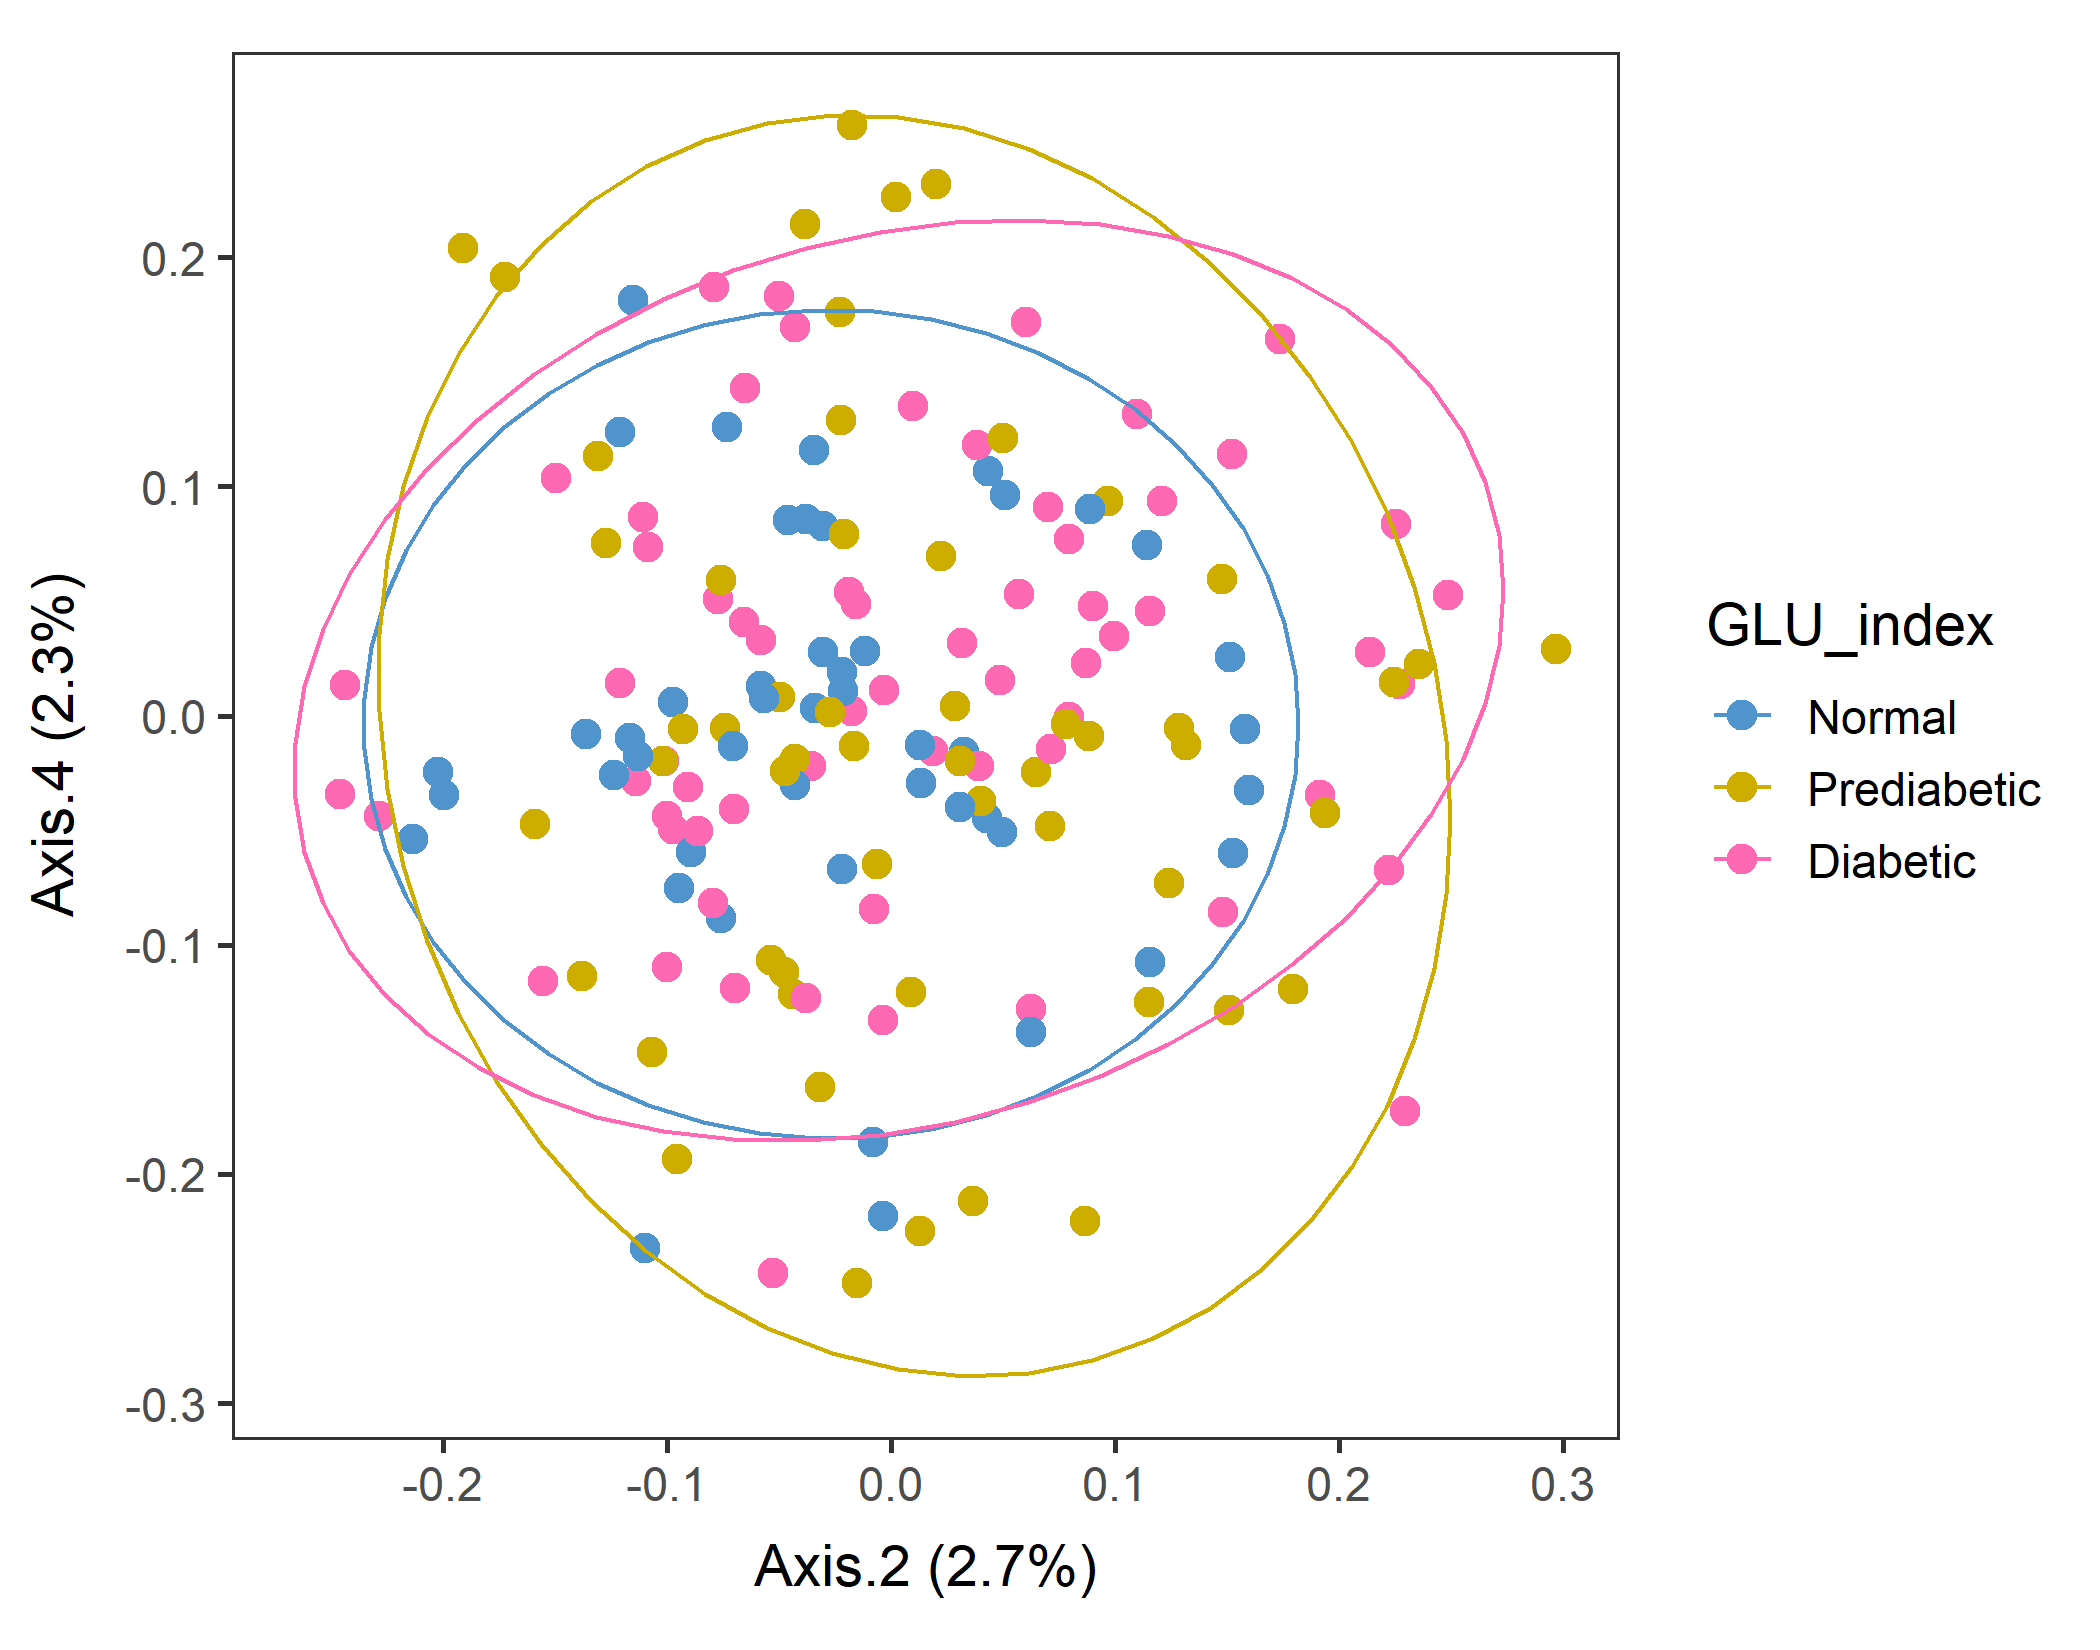 0.2
0.1
0.0
-0.1
-0.2
-0.3
Axis.4 (2.3%)
-0.2 -0.1 0.0 0.1 0.2 0.3
Axis.2 (2.7%)
GLU_index
Normal
Prediabetic
Diabetic